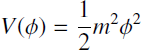 V(ϕ) = 1/2 m²ϕ²